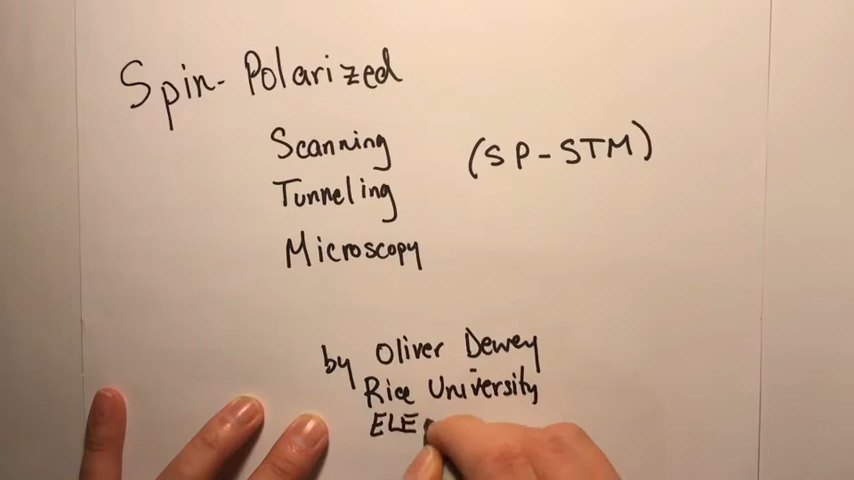 Spin-Polarized
Scanning
Tunneling (SP-STM)
Microscopy
by Oliver Dewey
Rice University
ELE